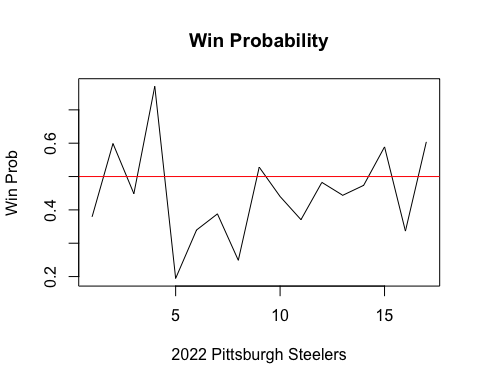 Win Probability
Win Prob
0.6
0.4
0.2
5 10 15
2022 Pittsburgh Steelers